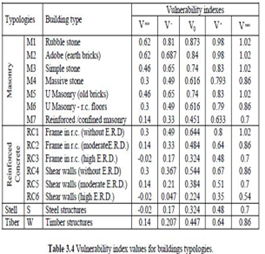 Typologies Building type Vulnerability indexes
V-- V- V0 V+ V++
Masonry
M1 Rubble stone 0.62 0.81 0.873 0.98 1.02
M2 Adobe (earth bricks) 0.62 0.687 0.84 0.98 1.02
M3 Simple stone 0.46 0.65 0.74 0.83 1.02
M4 Massive stone 0.3 0.49 0.616 0.793 0.86
M5 U Masonry (old bricks) 0.46 0.65 0.74 0.83 1.02
M6 U Masonry - r.c. floors 0.3 0.49 0.616 0.79 0.86
M7 Reinforced /confined masonry 0.14 0.33 0.451 0.633 0.7
Reinforced Concrete
RC1 Frame in r.c. (without E.R.D) 0.3 0.49 0.644 0.8 1.02
RC2 Frame in r.c. (moderateE.R.D.) 0.14 0.33 0.484 0.64 0.86
RC3 Frame in r.c. (high E.R.D.) -0.02 0.17 0.324 0.48 0.7
RC4 Shear walls (without E.R.D) 0.3 0.367 0.544 0.67 0.86
RC5 Shear walls (moderate E.R.D.) 0.14 0.21 0.384 0.51 0.7
RC6 Shear walls (high E.R.D.) -0.02 0.047 0.224 0.35 0.54
Stell S Steel structures -0.02 0.17 0.324 0.48 0.7
Tiber W Timber structures 0.14 0.207 0.447 0.64 0.86
Table 3.4 Vulnerability index values for buildings typologies.